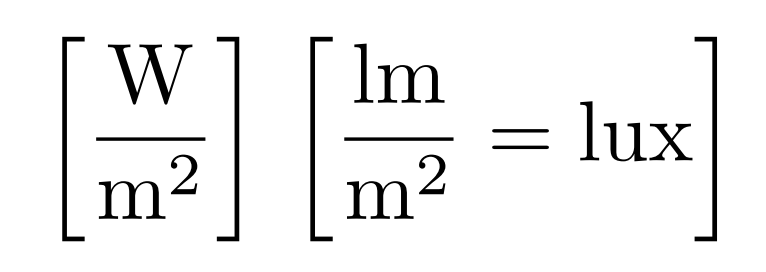 [W/m²] [lm/m² = lux]